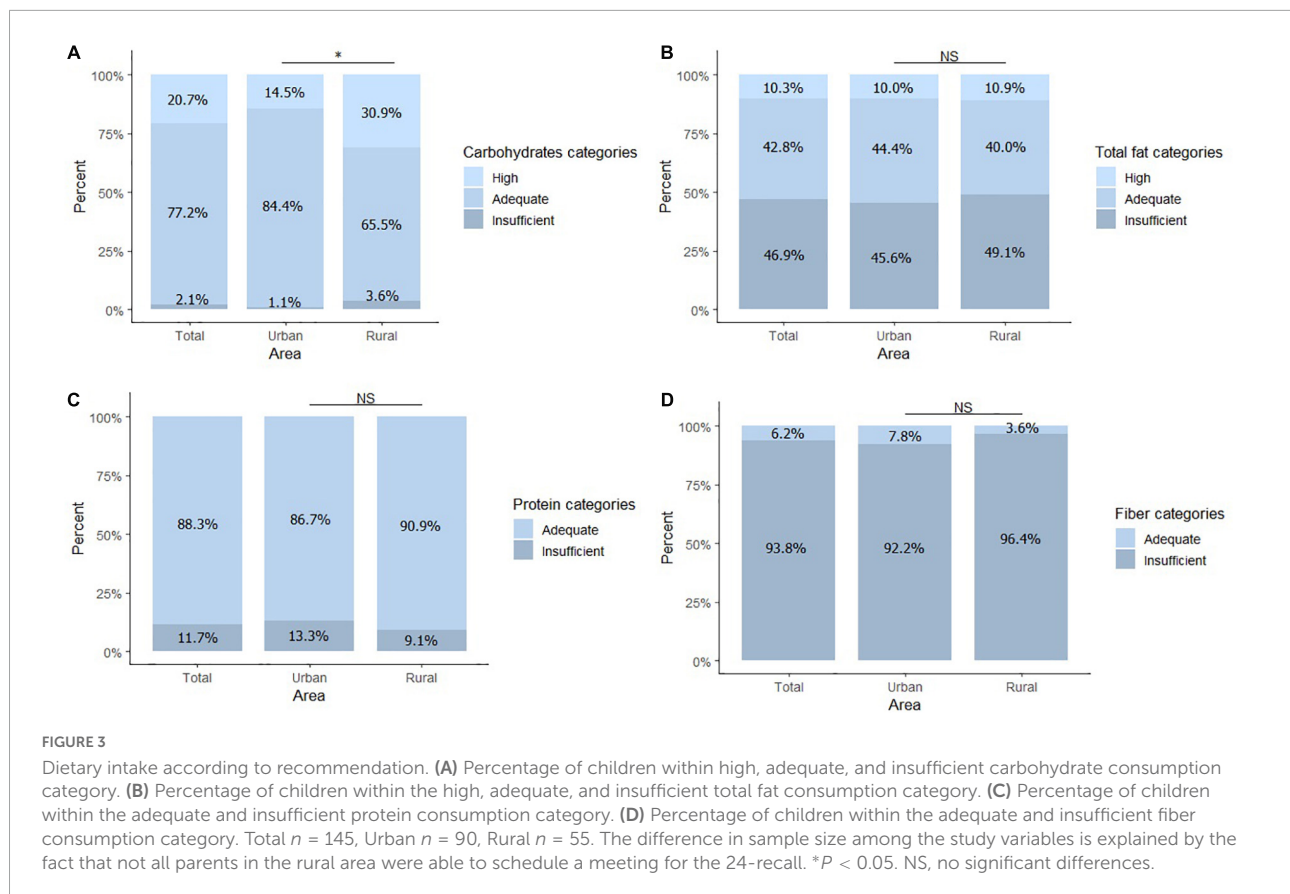 A
*
100%
75%
50%
25%
0%
Percent
20.7%
14.5%
30.9%
77.2%
84.4%
65.5%
2.1%
1.1%
3.6%
Total
Urban
Rural
Area
Carbohydrates categories
High
Adequate
Insufficient
B
NS
100%
75%
50%
25%
0%
Percent
10.3%
10.0%
10.9%
42.8%
44.4%
40.0%
46.9%
45.6%
49.1%
Total
Urban
Rural
Area
Total fat categories
High
Adequate
Insufficient
C
NS
100%
75%
50%
25%
0%
Percent
88.3%
86.7%
90.9%
11.7%
13.3%
9.1%
Total
Urban
Rural
Area
Protein categories
Adequate
Insufficient
D
NS
100%
75%
50%
25%
0%
Percent
6.2%
7.8%
3.6%
93.8%
92.2%
96.4%
Total
Urban
Rural
Area
Fiber categories
Adequate
Insufficient
FIGURE 3
Dietary intake according to recommendation. (A) Percentage of children within high, adequate, and insufficient carbohydrate consumption
category. (B) Percentage of children within the high, adequate, and insufficient total fat consumption category. (C) Percentage of children
within the adequate and insufficient protein consumption category. (D) Percentage of children within the adequate and insufficient fiber
consumption category. Total n = 145, Urban n = 90, Rural n = 55. The difference in sample size among the study variables is explained by the
fact that not all parents in the rural area were able to schedule a meeting for the 24-recall. *P < 0.05. NS, no significant differences.